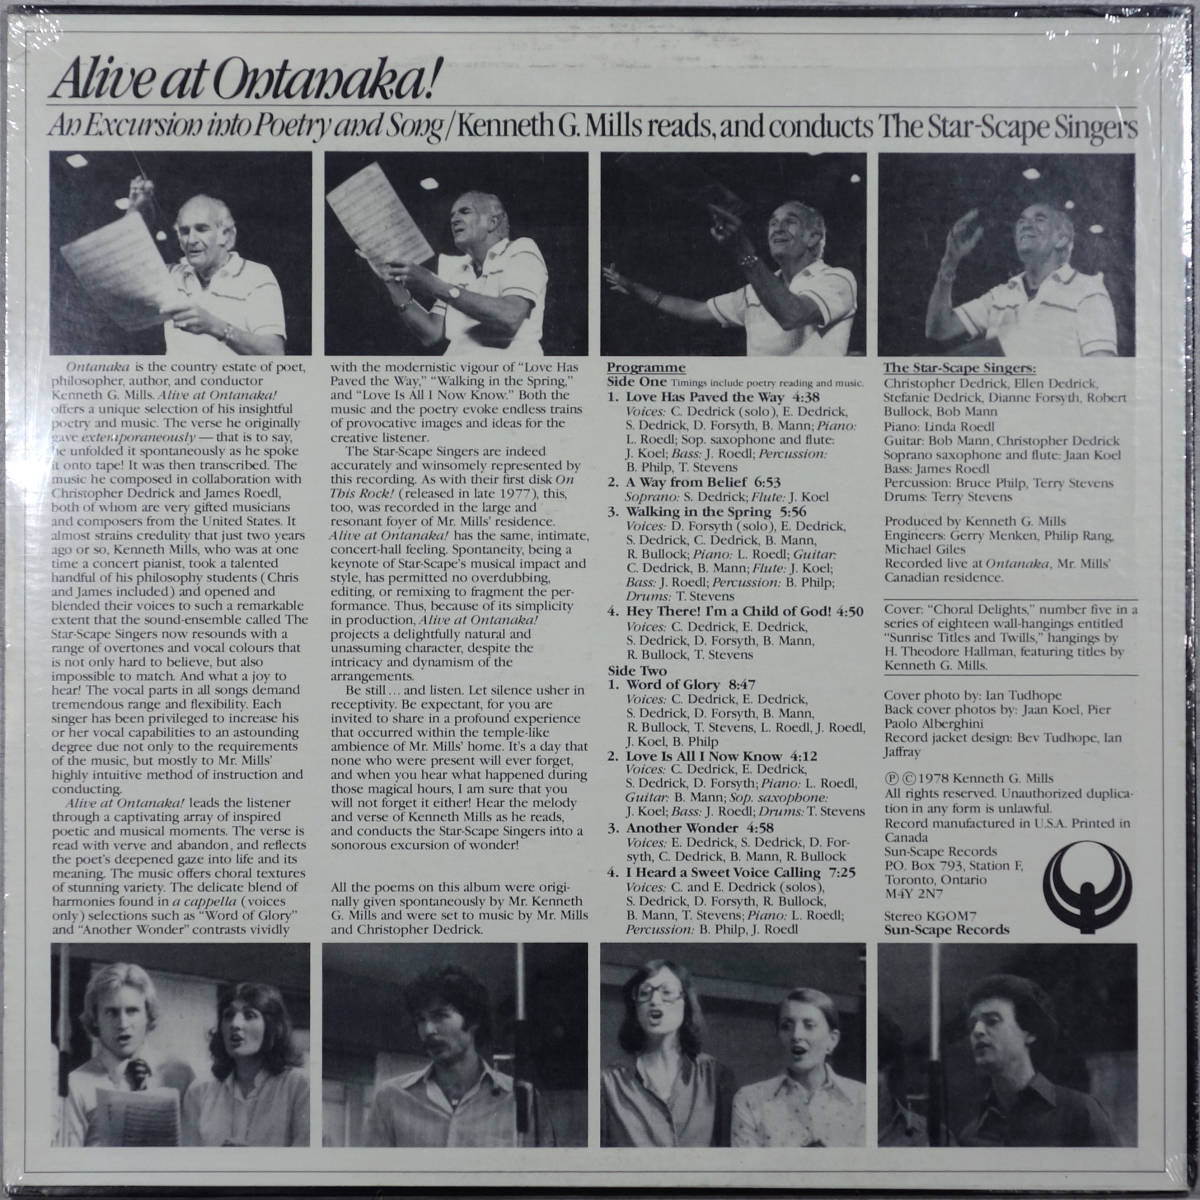 Alive at Ontanaka!
An Excursion into Poetry and Song/Kenneth G. Mills reads, and conducts The Star-Scape Singers
Ontanaka is the country estate of poet,
philosopher, author, and conductor
Kenneth G. Mills. Alive at Ontanaka!
offers a unique selection of his insightful
poetry and music. The verse he originally
gave extemporaneously — that is to say,
he unfolded it spontaneously as he spoke
it onto tape! It was then transcribed. The
music he composed in collaboration with
Christopher Dedrick and James Roedl,
both of whom are very gifted musicians
and composers from the United States. It
almost strains credulity that just two years
ago or so, Kenneth Mills, who was at one
time a concert pianist, took a talented
handful of his philosophy students (Chris
and James included) and opened and
blended their voices to such a remarkable
extent that the sound-ensemble called The
Star-Scape Singers now resounds with a
range of overtones and vocal colours that
is not only hard to believe, but also
impossible to match. And what a joy to
hear! The vocal parts in all songs demand
tremendous range and flexibility. Each
singer has been privileged to increase his
or her vocal capabilities to an astounding
degree due not only to the requirements
of the music, but mostly to Mr. Mills'
highly intuitive method of instruction and
conducting.
Alive at Ontanaka! leads the listener
through a captivating array of inspired
poetic and musical moments. The verse is
read with verve and abandon, and reflects
the poet's deepened gaze into life and its
meaning. The music offers choral textures
of stunning variety. The delicate blend of
harmonies found in a cappella (voices
only) selections such as "Word of Glory"
and "Another Wonder" contrasts vividly
with the modernistic vigour of "Love Has
Paved the Way," "Walking in the Spring,"
and "Love Is All I Now Know." Both the
music and the poetry evoke endless trains
of provocative images and ideas for the
creative listener.
The Star-Scape Singers are indeed
accurately and winsomely represented by
this recording. As with their first disk On
This Rock! (released in late 1977), this,
too, was recorded in the large and
resonant foyer of Mr. Mills' residence.
Alive at Ontanaka! has the same, intimate,
concert-hall feeling. Spontaneity, being a
keynote of Star-Scape's musical impact and
style, has permitted no overdubbing,
editing, or remixing to fragment the per-
formance. Thus, because of its simplicity
in production, Alive at Ontanaka!
projects a delightfully natural and
unassuming character, despite the
intricacy and dynamism of the
arrangements.
Be still ... and listen. Let silence usher in
receptivity. Be expectant, for you are
invited to share in a profound experience
that occurred within the temple-like
ambience of Mr. Mills' home. It's a day that
none who were present will ever forget,
and when you hear what happened during
those magical hours, I am sure that you
will not forget it either! Hear the melody
and verse of Kenneth Mills as he reads,
and conducts the Star-Scape Singers into a
sonorous excursion of wonder!
All the poems on this album were origi-
nally given spontaneously by Mr. Kenneth
G. Mills and were set to music by Mr. Mills
and Christopher Dedrick.
Programme
Side One Timings include poetry reading and music.
1. Love Has Paved the Way 4:38
Voices: C. Dedrick (solo), E. Dedrick,
S. Dedrick, D. Forsyth, B. Mann; Piano:
L. Roedl; Sop. saxophone and flute:
J. Koel; Bass: J. Roedl; Percussion:
B. Philp, T. Stevens
2. A Way from Belief 6:53
Soprano: S. Dedrick; Flute: J. Koel
3. Walking in the Spring 5:56
Voices: D. Forsyth (solo), E. Dedrick,
S. Dedrick, C. Dedrick, B. Mann,
R. Bullock; Piano: L. Roedl; Guitar:
C. Dedrick, B. Mann; Flute: J. Koel;
Bass: J. Roedl; Percussion: B. Philp;
Drums: T. Stevens
4. Hey There! I'm a Child of God! 4:50
Voices: C. Dedrick, E. Dedrick,
S. Dedrick, D. Forsyth, B. Mann,
R. Bullock, T. Stevens
Side Two
1. Word of Glory 8:47
Voices: C. Dedrick, E. Dedrick,
S. Dedrick, D. Forsyth, B. Mann,
R. Bullock, T. Stevens, L. Roedl, J. Roedl,
J. Koel, B. Philp
2. Love Is All I Now Know 4:12
Voices: C. Dedrick, E. Dedrick,
S. Dedrick, D. Forsyth; Piano: L. Roedl,
Guitar: B. Mann; Sop. saxophone:
J. Koel; Bass: J. Roedl; Drums: T. Stevens
3. Another Wonder 4:58
Voices: E. Dedrick, S. Dedrick, D. For-
syth, C. Dedrick, B. Mann, R. Bullock
4. I Heard a Sweet Voice Calling 7:25
Voices: C. and E. Dedrick (solos),
S. Dedrick, D. Forsyth, R. Bullock,
B. Mann, T. Stevens; Piano: L. Roedl;
Percussion: B. Philp, J. Roedl
The Star-Scape Singers:
Christopher Dedrick, Ellen Dedrick,
Stefanie Dedrick, Dianne Forsyth, Robert
Bullock, Bob Mann
Piano: Linda Roedl
Guitar: Bob Mann, Christopher Dedrick
Soprano saxophone and flute: Jaan Koel
Bass: James Roedl
Percussion: Bruce Philp, Terry Stevens
Drums: Terry Stevens
Produced by Kenneth G. Mills
Engineers: Gerry Menken, Philip Rang,
Michael Giles
Recorded live at Ontanaka, Mr. Mills'
Canadian residence.
Cover: "Choral Delights," number five in a
series of eighteen wall-hangings entitled
"Sunrise Titles and Twills," hangings by
H. Theodore Hallman, featuring titles by
Kenneth G. Mills.
Cover photo by: Ian Tudhope
Back cover photos by: Jaan Koel, Pier
Paolo Alberghini
Record jacket design: Bev Tudhope, Ian
Jaffray
Ⓟ © 1978 Kenneth G. Mills
All rights reserved. Unauthorized duplica-
tion in any form is unlawful.
Record manufactured in U.S.A. Printed in
Canada
Sun-Scape Records
P.O. Box 793, Station F,
Toronto, Ontario
M4Y 2N7
Stereo KGOM7
Sun-Scape Records